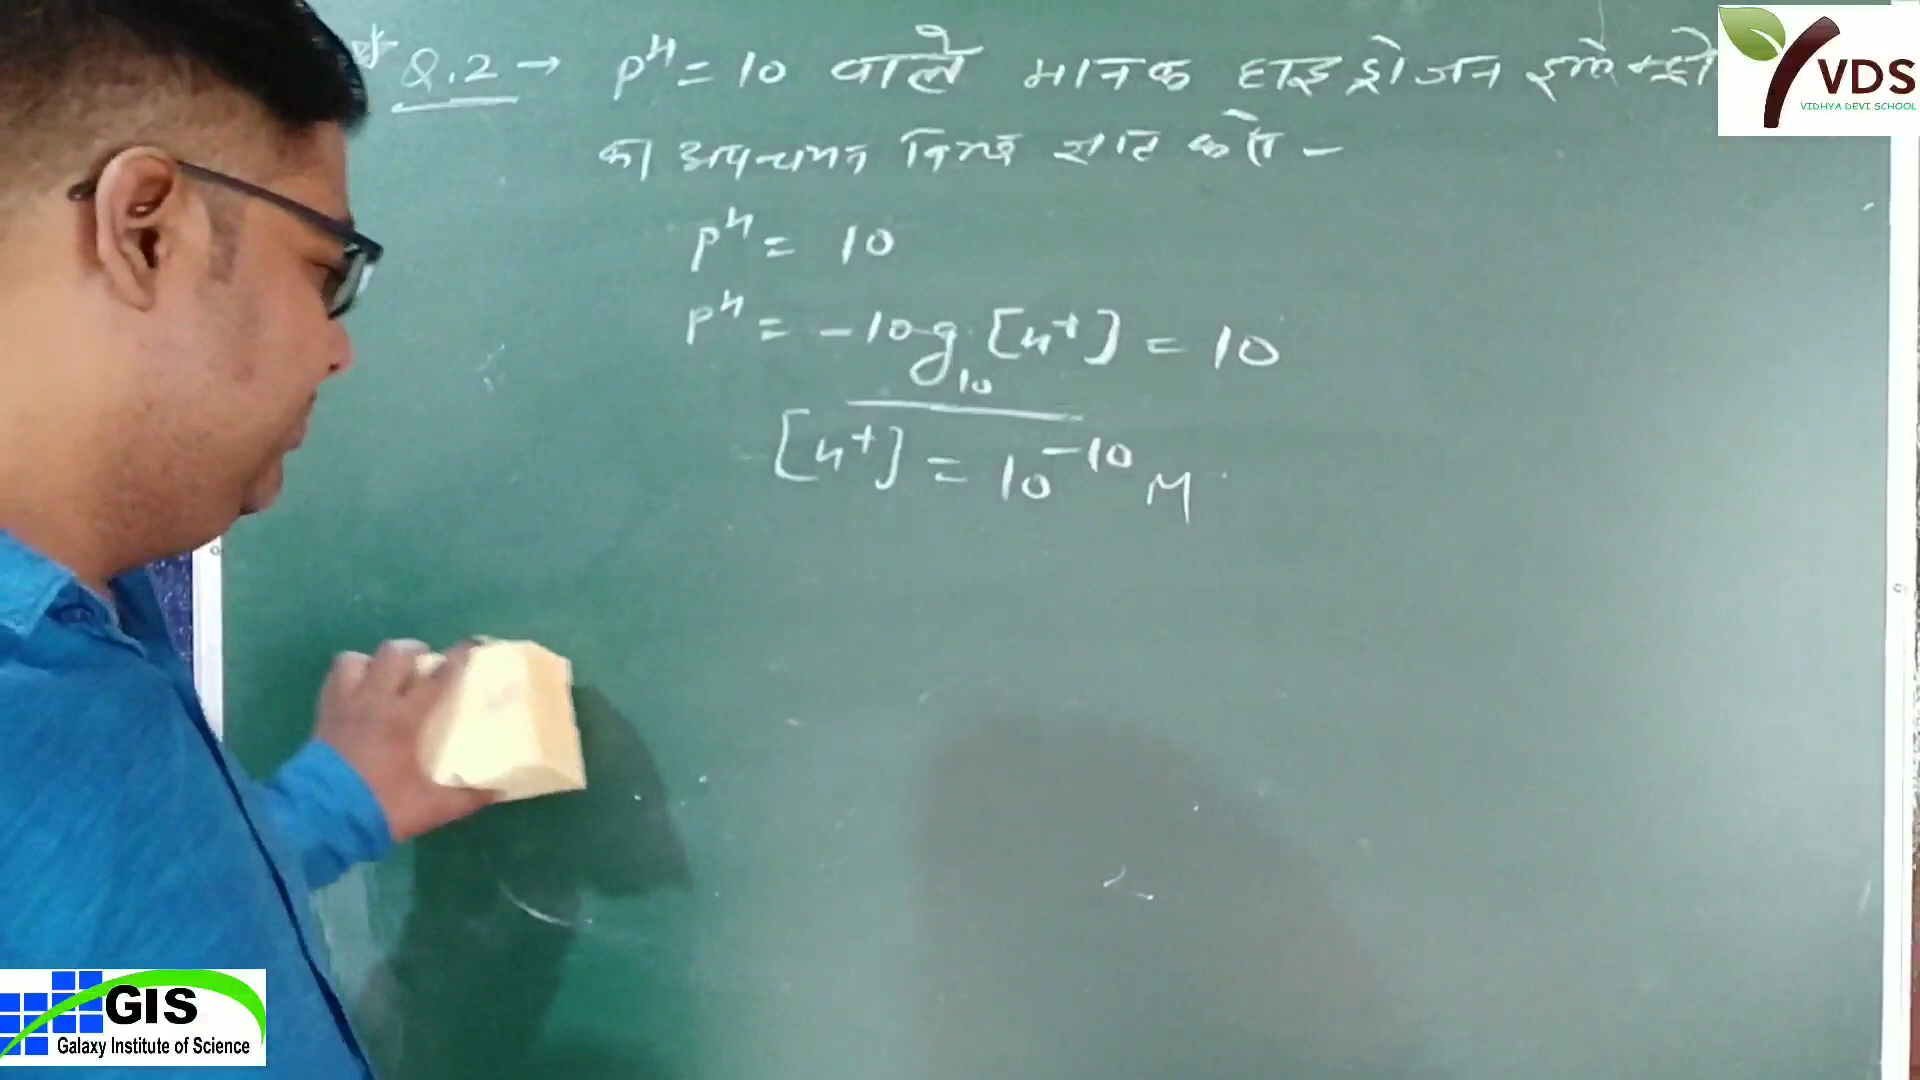 Q.2 → pH = 10 वाले मानक हाइड्रोजन इलेक्ट्रो
का अपचयन विभव ज्ञात करो -
pH = 10
pH = -log₁₀ [H⁺] = 10
[H⁺] = 10⁻¹⁰ M
VDS
VIDHYA DEVI SCHOOL
GIS
Galaxy Institute of Science